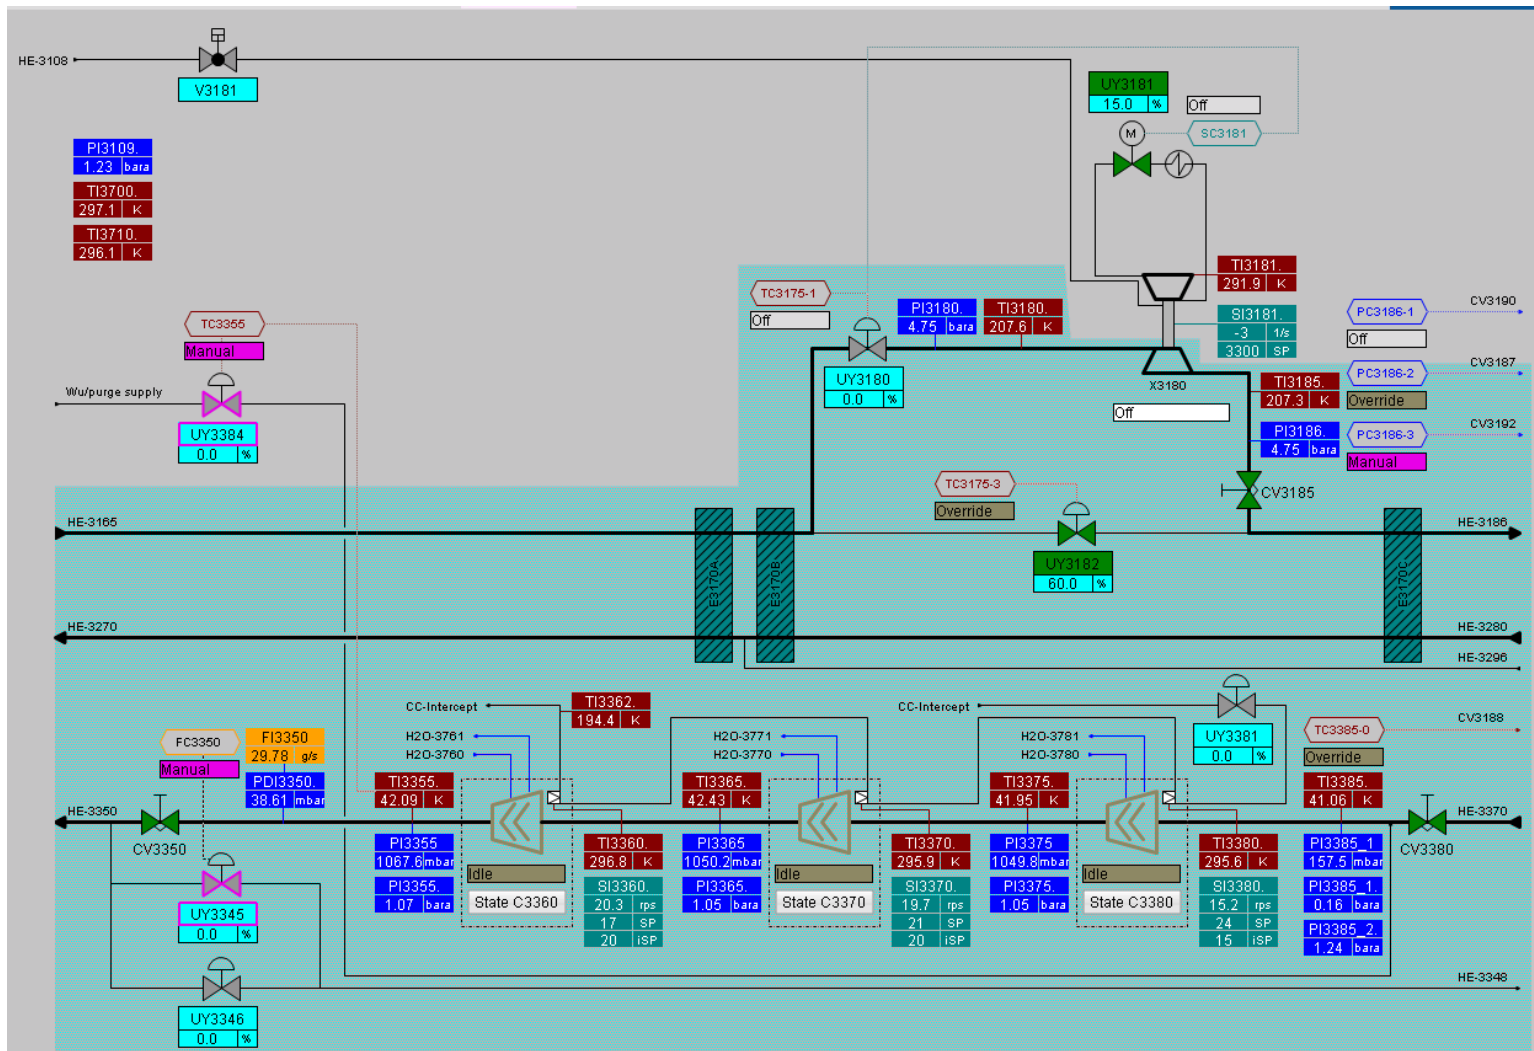 HE-3108
V3181
UY3181
15.0 %
Off
M
SC3181
PI3109.
1.23 bara
TI3700.
297.1 K
TI3710.
296.1 K
TC3355
Manual
Wu/purge supply
UY3384
0.0 %
TC3175-1
Off
UY3180
0.0 %
PI3180.
4.75 bara
TI3180.
207.6 K
TI3181.
291.9 K
SI3181.
-3 1/s
3300 SP
X3180
Off
TI3185.
207.3 K
PI3186.
4.75 bara
PC3186-1
Off
CV3190
PC3186-2
Override
CV3187
PC3186-3
Manual
CV3192
CV3185
TC3175-3
Override
UY3182
60.0 %
HE-3165
HE-3186
E3170A
E3170B
E3170C
HE-3270
HE-3280
HE-3296
CC-Intercept
TI3362.
194.4 K
CC-Intercept
UY3381
0.0 %
CV3188
TC3385-0
Override
H2O-3761
H2O-3760
H2O-3771
H2O-3770
H2O-3781
H2O-3780
FC3350
Manual
FI3350
29.78 g/s
PDI3350.
38.61 mbar
TI3355.
42.09 K
TI3365.
42.43 K
TI3375.
41.95 K
TI3385.
41.06 K
HE-3350
CV3350
HE-3370
CV3380
PI3355
1067.6 mbar
PI3355.
1.07 bara
TI3360.
296.8 K
Idle
State C3360
SI3360.
20.3 rps
17 SP
20 iSP
PI3365
1050.2 mbar
PI3365.
1.05 bara
TI3370.
295.9 K
Idle
State C3370
SI3370.
19.7 rps
21 SP
20 iSP
PI3375
1049.8 mbar
PI3375.
1.05 bara
TI3380.
295.6 K
Idle
State C3380
SI3380.
15.2 rps
24 SP
15 iSP
PI3385_1
157.5 mbar
PI3385_1.
0.16 bara
PI3385_2.
1.24 bara
UY3345
0.0 %
HE-3348
UY3346
0.0 %